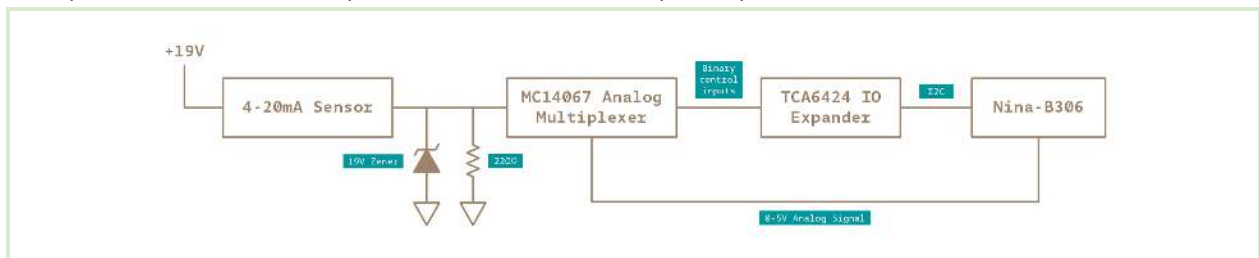 +19V
4-20mA Sensor
MC14067 Analog
Multiplexer
Binary
control
inputs
TCA6424 IO
Expander
I2C
Nina-B306
19V Zener
0-5V Analog Signal